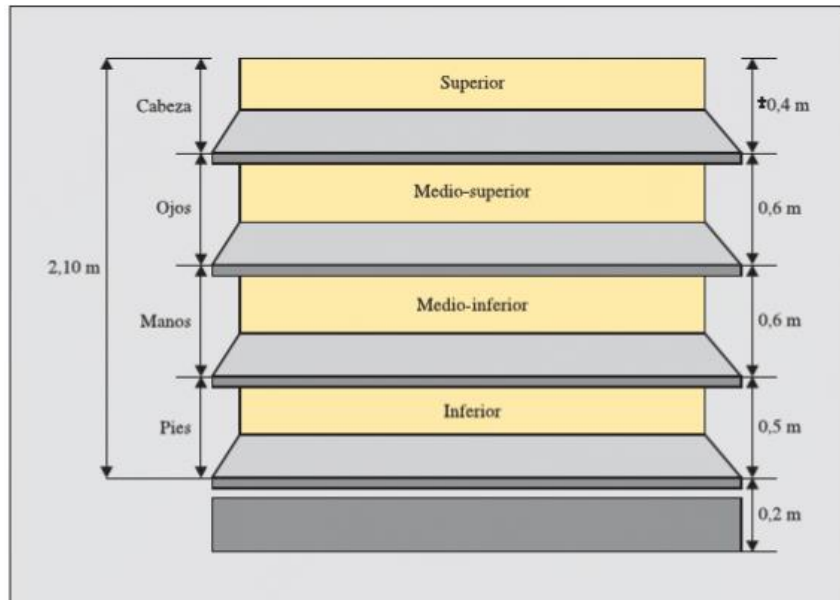 Superior
Cabeza
±0,4 m
Medio-superior
Ojos
0,6 m
2,10 m
Medio-inferior
Manos
0,6 m
Inferior
Pies
0,5 m
0,2 m